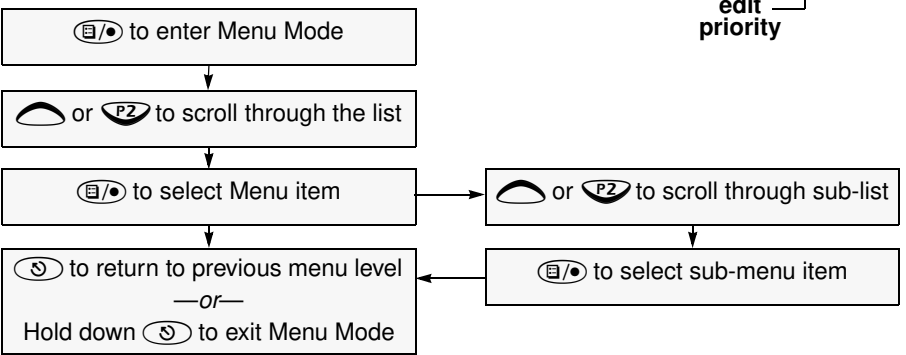 edit
priority
to enter Menu Mode
or P2 to scroll through the list
to select Menu item
or P2 to scroll through sub-list
to select sub-menu item
to return to previous menu level
—or—
Hold down to exit Menu Mode